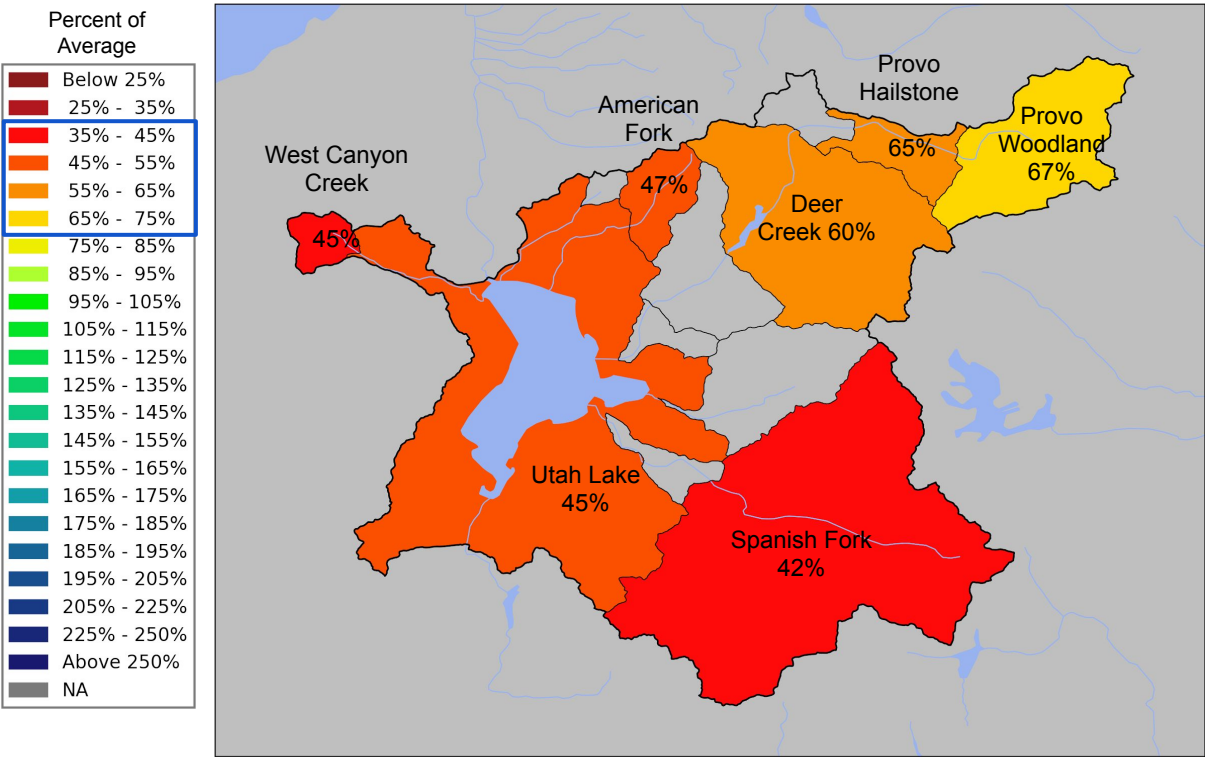 Percent of
Average
Below 25%
25% - 35%
35% - 45%
45% - 55%
55% - 65%
65% - 75%
75% - 85%
85% - 95%
95% - 105%
105% - 115%
115% - 125%
125% - 135%
135% - 145%
145% - 155%
155% - 165%
165% - 175%
175% - 185%
185% - 195%
195% - 205%
205% - 225%
225% - 250%
Above 250%
NA
West Canyon
Creek
45%
American
Fork
47%
Provo
Hailstone
65%
Provo
Woodland
67%
Deer
Creek 60%
Utah Lake
45%
Spanish Fork
42%